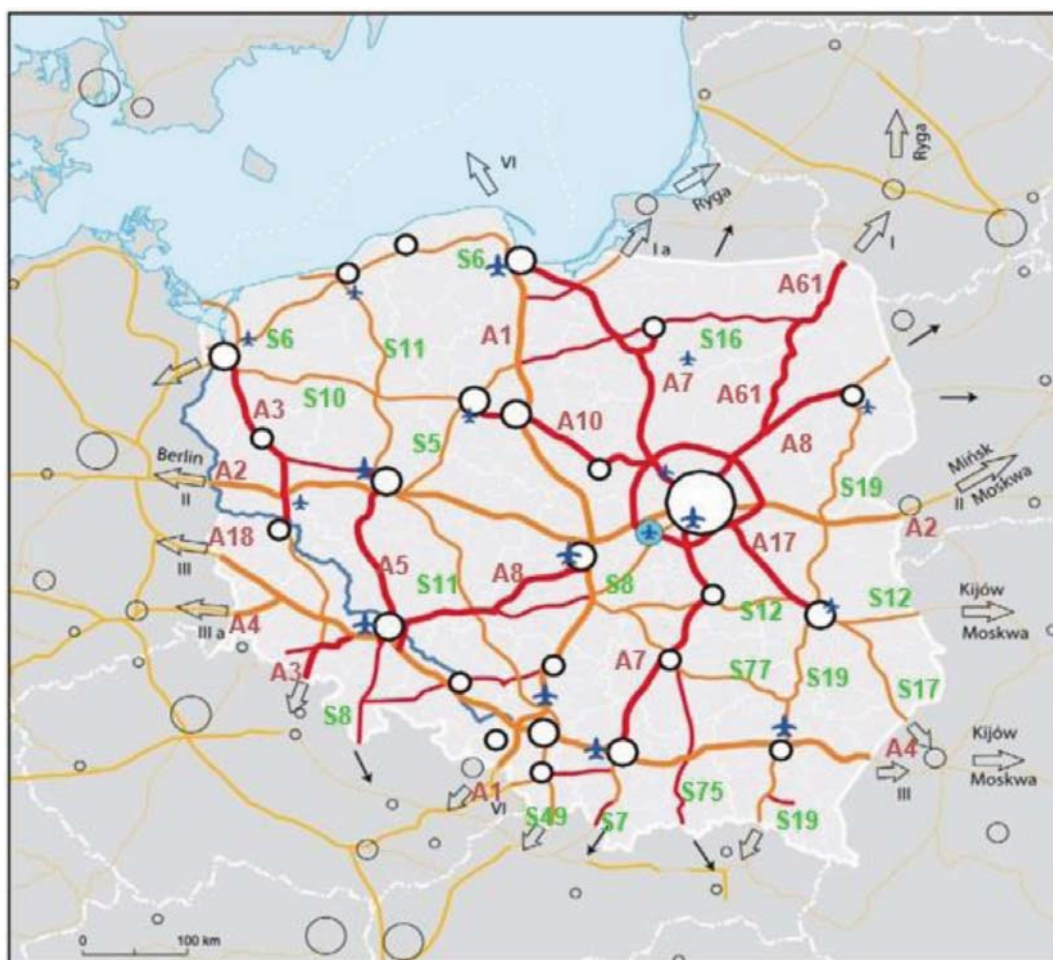 VI
Ryga
Ryga
I a
I
S6
A61
A1
S16
S6
S11
A7
A61
A3
S10
A10
A8
S5
Berlin
A2
II
S19
Mińsk
II Moskwa
A2
A18
A17
III
A5
S11
A8
S8
S12
S12
Kijów
Moskwa
III a
A4
A3
A7
S77
S19
S17
S8
Kijów
Moskwa
A4
III
A1
VI
S49
S7
S75
S19
0 100 km